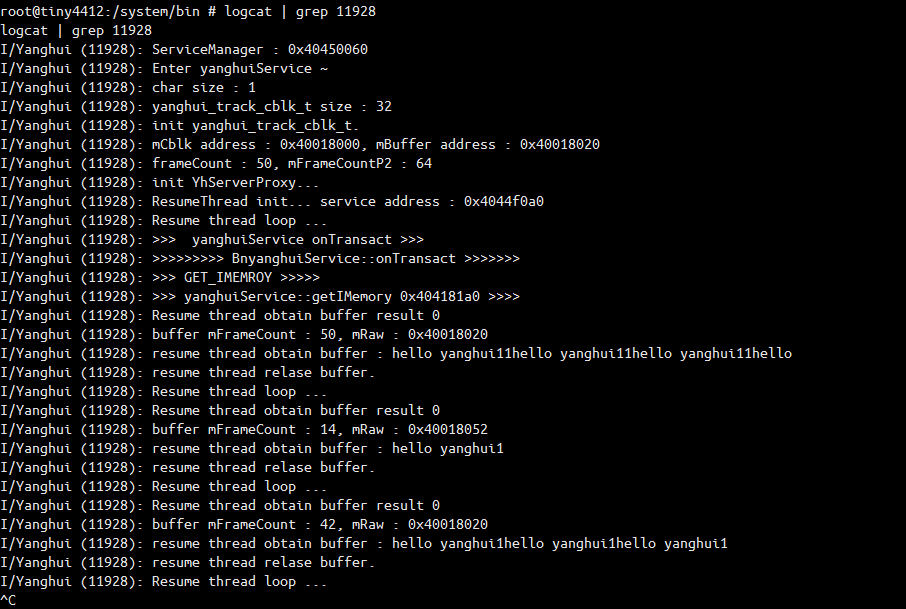 root@tiny4412:/system/bin # logcat | grep 11928
logcat | grep 11928
I/Yanghui (11928): ServiceManager : 0x40450060
I/Yanghui (11928): Enter yanghuiService ~
I/Yanghui (11928): char size : 1
I/Yanghui (11928): yanghui_track_cblk_t size : 32
I/Yanghui (11928): init yanghui_track_cblk_t.
I/Yanghui (11928): mCblk address : 0x40018000, mBuffer address : 0x40018020
I/Yanghui (11928): frameCount : 50, mFrameCountP2 : 64
I/Yanghui (11928): init YhServerProxy...
I/Yanghui (11928): ResumeThread init... service address : 0x4044f0a0
I/Yanghui (11928): Resume thread loop ...
I/Yanghui (11928): >>>  yanghuiService onTransact >>>
I/Yanghui (11928): >>>>>>>>> BnyanghuiService::onTransact >>>>>>>
I/Yanghui (11928): >>> GET_IMEMROY >>>>>
I/Yanghui (11928): >>> yanghuiService::getIMemory 0x404181a0 >>>>
I/Yanghui (11928): Resume thread obtain buffer result 0
I/Yanghui (11928): buffer mFrameCount : 50, mRaw : 0x40018020
I/Yanghui (11928): resume thread obtain buffer : hello yanghui11hello yanghui11hello yanghui11hello
I/Yanghui (11928): resume thread relase buffer.
I/Yanghui (11928): Resume thread loop ...
I/Yanghui (11928): Resume thread obtain buffer result 0
I/Yanghui (11928): buffer mFrameCount : 14, mRaw : 0x40018052
I/Yanghui (11928): resume thread obtain buffer : hello yanghui1
I/Yanghui (11928): resume thread relase buffer.
I/Yanghui (11928): Resume thread loop ...
I/Yanghui (11928): Resume thread obtain buffer result 0
I/Yanghui (11928): buffer mFrameCount : 42, mRaw : 0x40018020
I/Yanghui (11928): resume thread obtain buffer : hello yanghui1hello yanghui1hello yanghui1
I/Yanghui (11928): resume thread relase buffer.
I/Yanghui (11928): Resume thread loop ...
^C